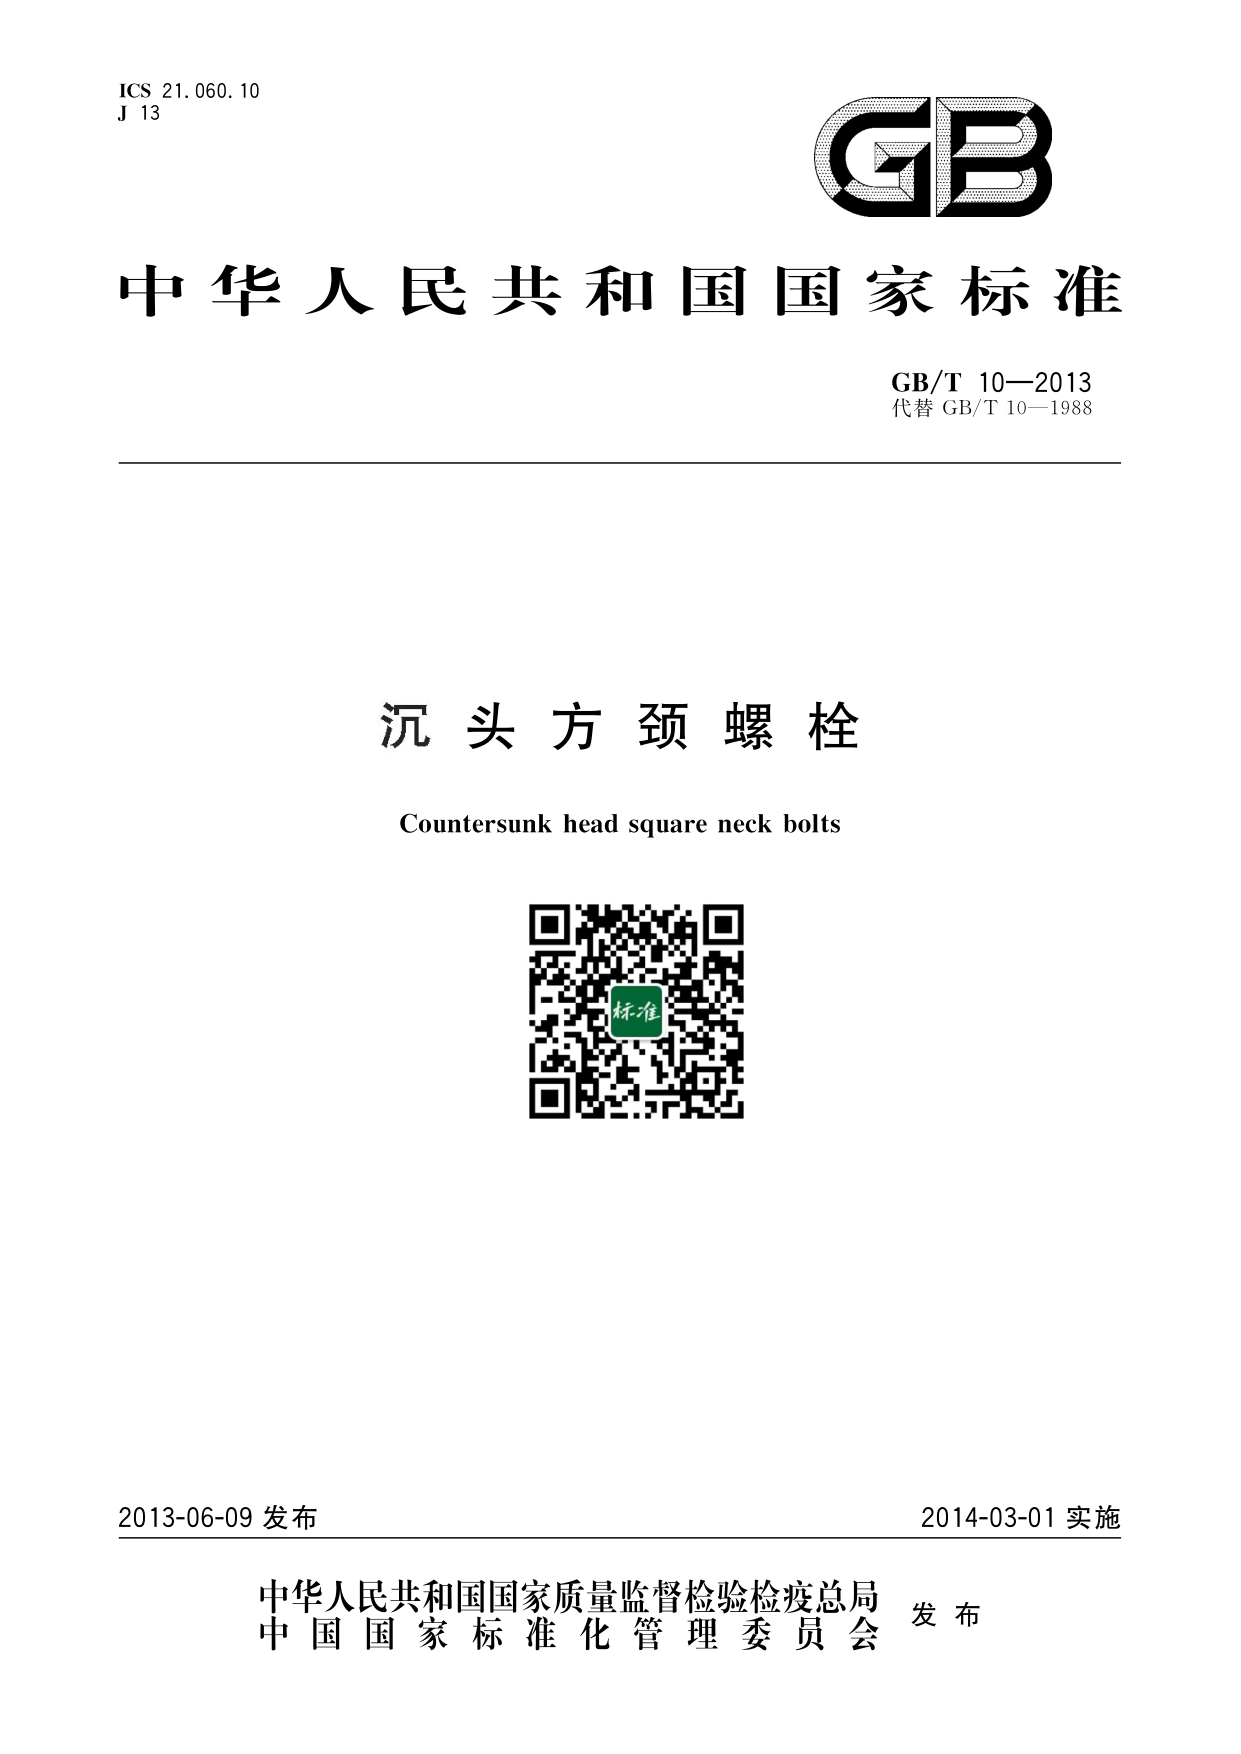 ICS 21.060.10
J 13
GB
中华人民共和国国家标准
GB/T 10—2013
代替 GB/T 10—1988
沉头方颈螺栓
Countersunk head square neck bolts
标准
2013-06-09 发布
2014-03-01 实施
中华人民共和国国家质量监督检验检疫总局
中国国家标准化管理委员会
发布